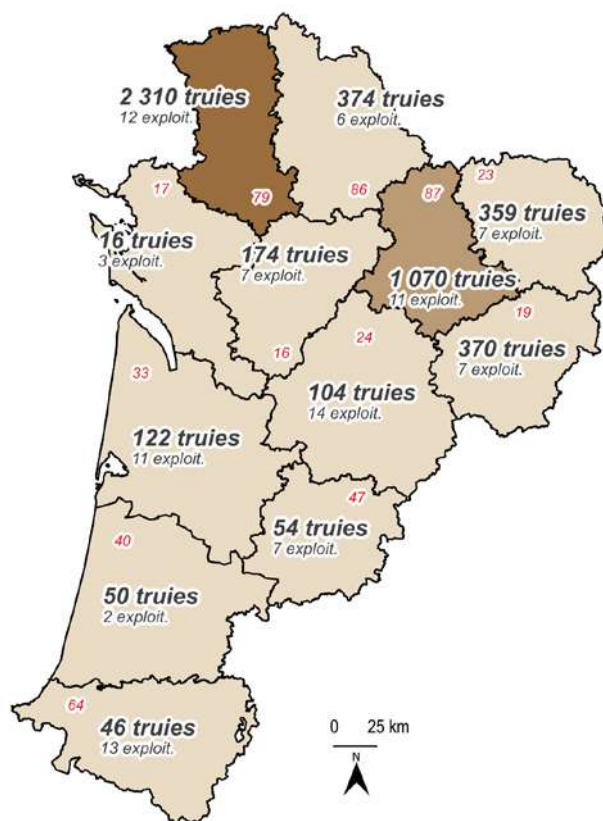 2 310 truies
12 exploit.
374 truies
6 exploit.
17
79
86
87
23
16 truies
3 exploit.
174 truies
7 exploit.
359 truies
7 exploit.
1 070 truies
11 exploit.
19
16
24
370 truies
7 exploit.
33
104 truies
14 exploit.
122 truies
11 exploit.
47
54 truies
7 exploit.
40
50 truies
2 exploit.
64
46 truies
13 exploit.
0 25 km
N